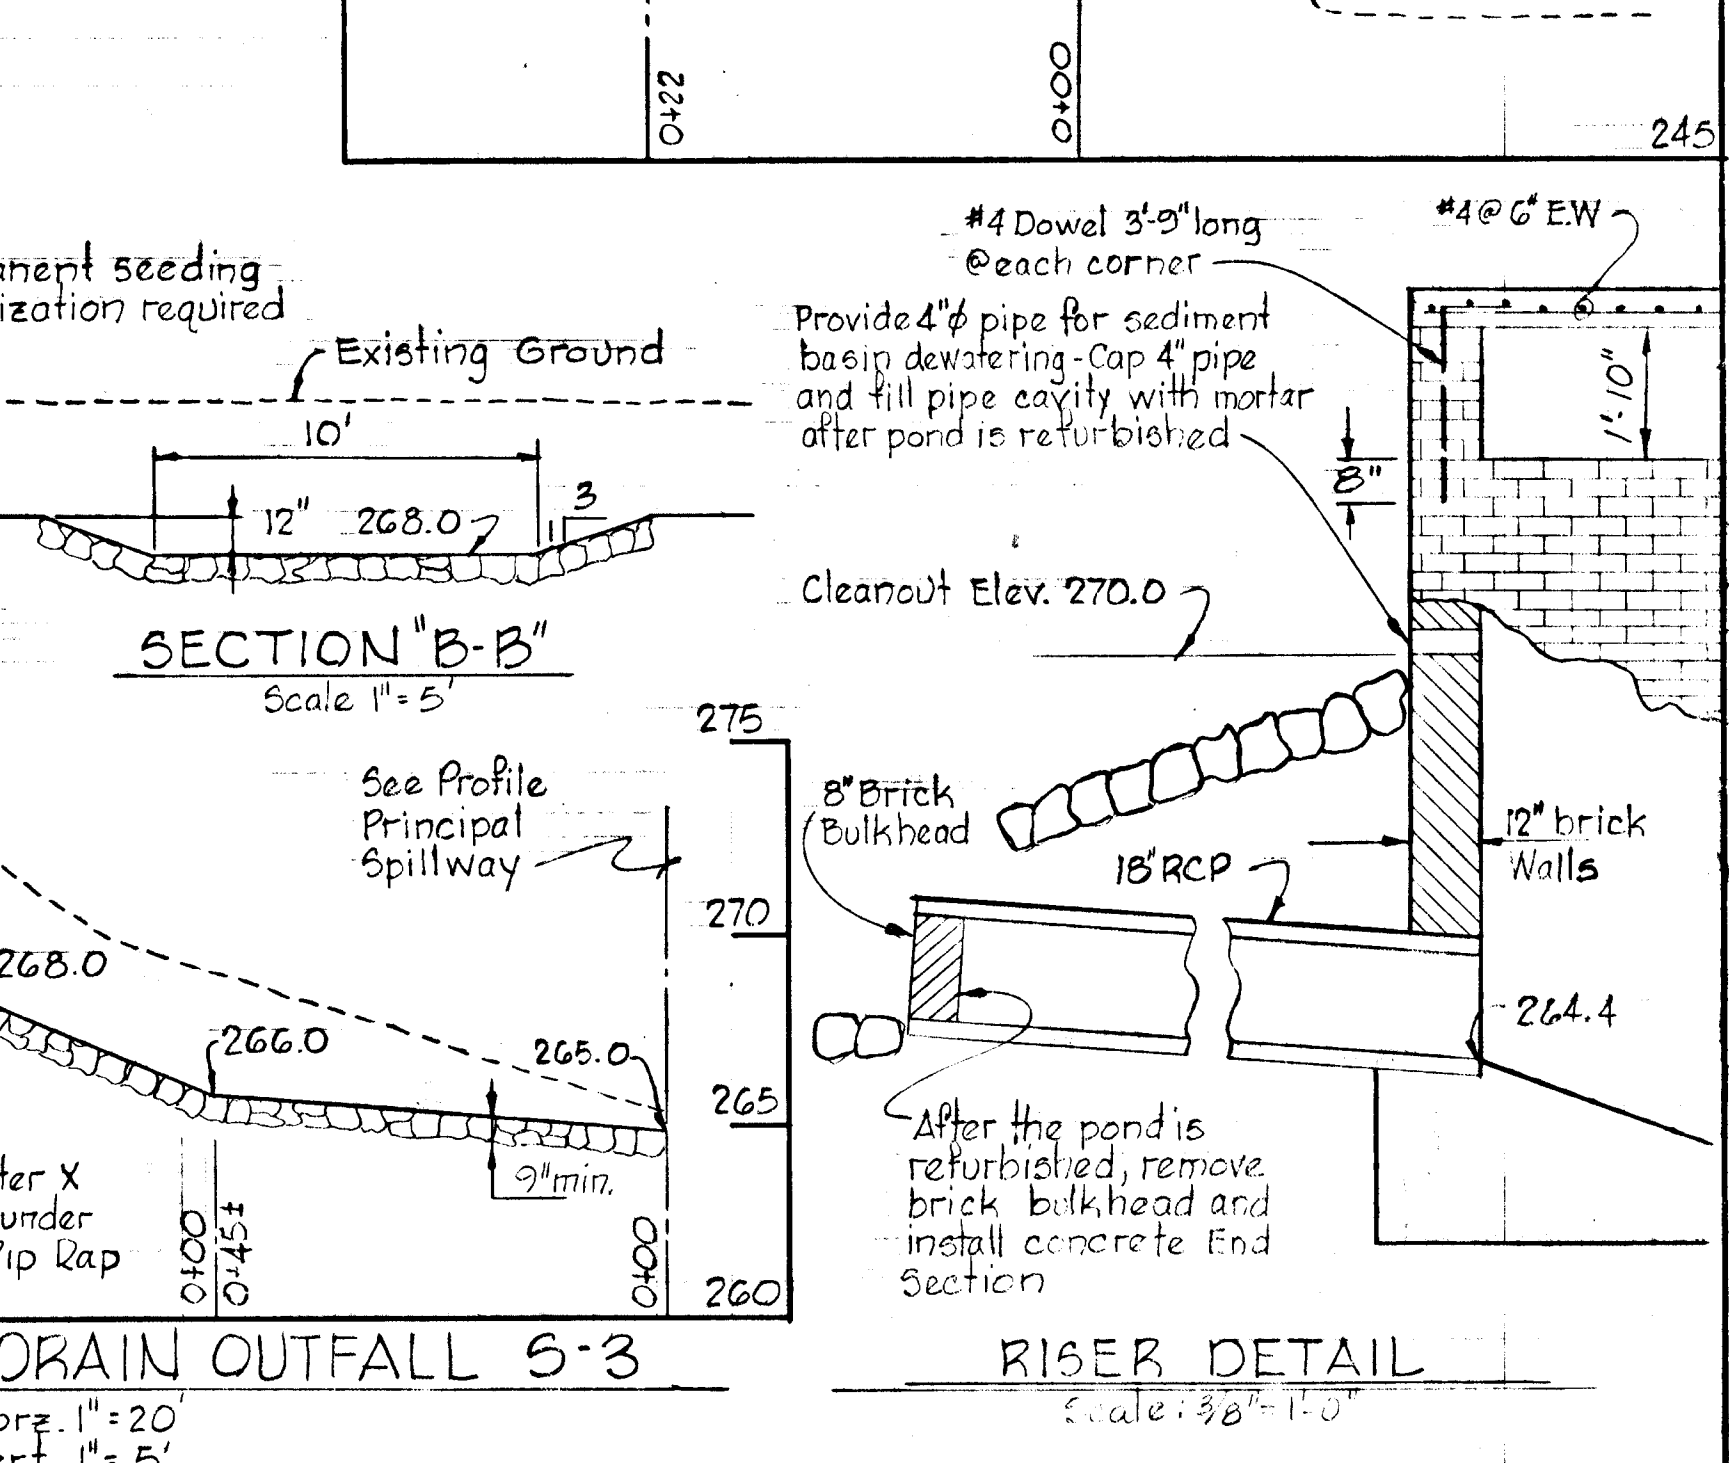 0+22
0+00
245
#4 Dowel 3'-9" long
@ each corner
#4 @ 6" E.W
seeding
required
Existing Ground
Provide 4"ϕ pipe for sediment
basin dewatering - Cap 4" pipe
and fill pipe cavity with mortar
after pond is refurbished
1'-10"
8"
10'
12"
268.0
1
3
SECTION "B-B"
Scale 1" = 5'
Cleanout Elev. 270.0
275
See Profile
Principal
Spillway
270
268.0
266.0
265.0
265
9" min.
X
under
Rap
0+00
0+45±
0+00
260
DRAIN OUTFALL S-3
1" = 20'
1" = 5'
8" Brick
Bulkhead
18" RCP
12" brick
Walls
264.4
After the pond is
refurbished, remove
brick bulkhead and
install concrete End
Section
RISER DETAIL
Scale: 3/8" = 1'-0"